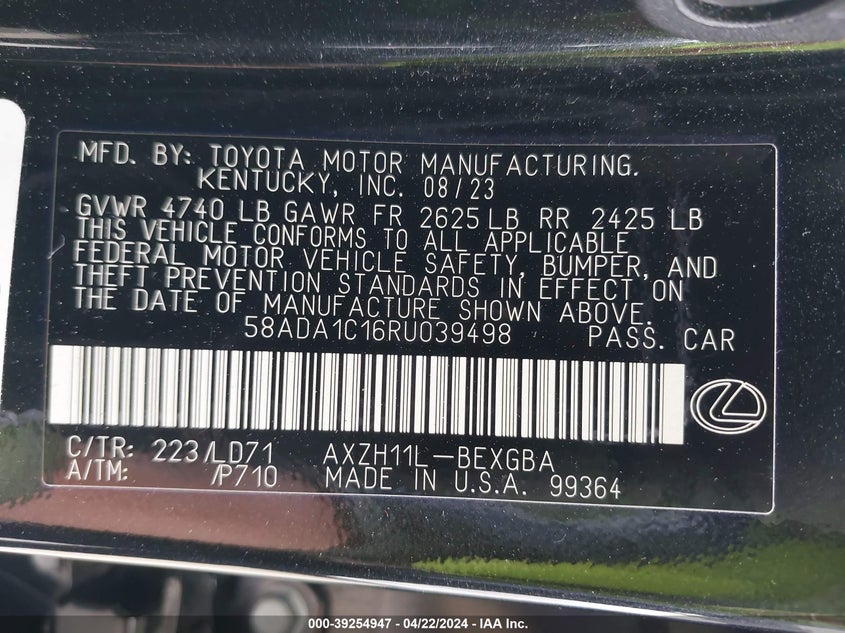 MFD. BY: TOYOTA MOTOR MANUFACTURING.
KENTUCKY, INC. 08/23
GVWR 4740 LB GAWR FR 2625 LB RR 2425 LB
THIS VEHICLE CONFORMS TO ALL APPLICABLE
FEDERAL MOTOR VEHICLE SAFETY, BUMPER, AND
THEFT PREVENTION STANDARDS IN EFFECT ON
THE DATE OF MANUFACTURE SHOWN ABOVE.
58ADA1C16RU039498 PASS. CAR
C/TR: 223/LD71 AXZH11L-BEXGBA
A/TM: /P710 MADE IN U.S.A. 99364
000-39254947 - 04/22/2024 - IAA Inc.